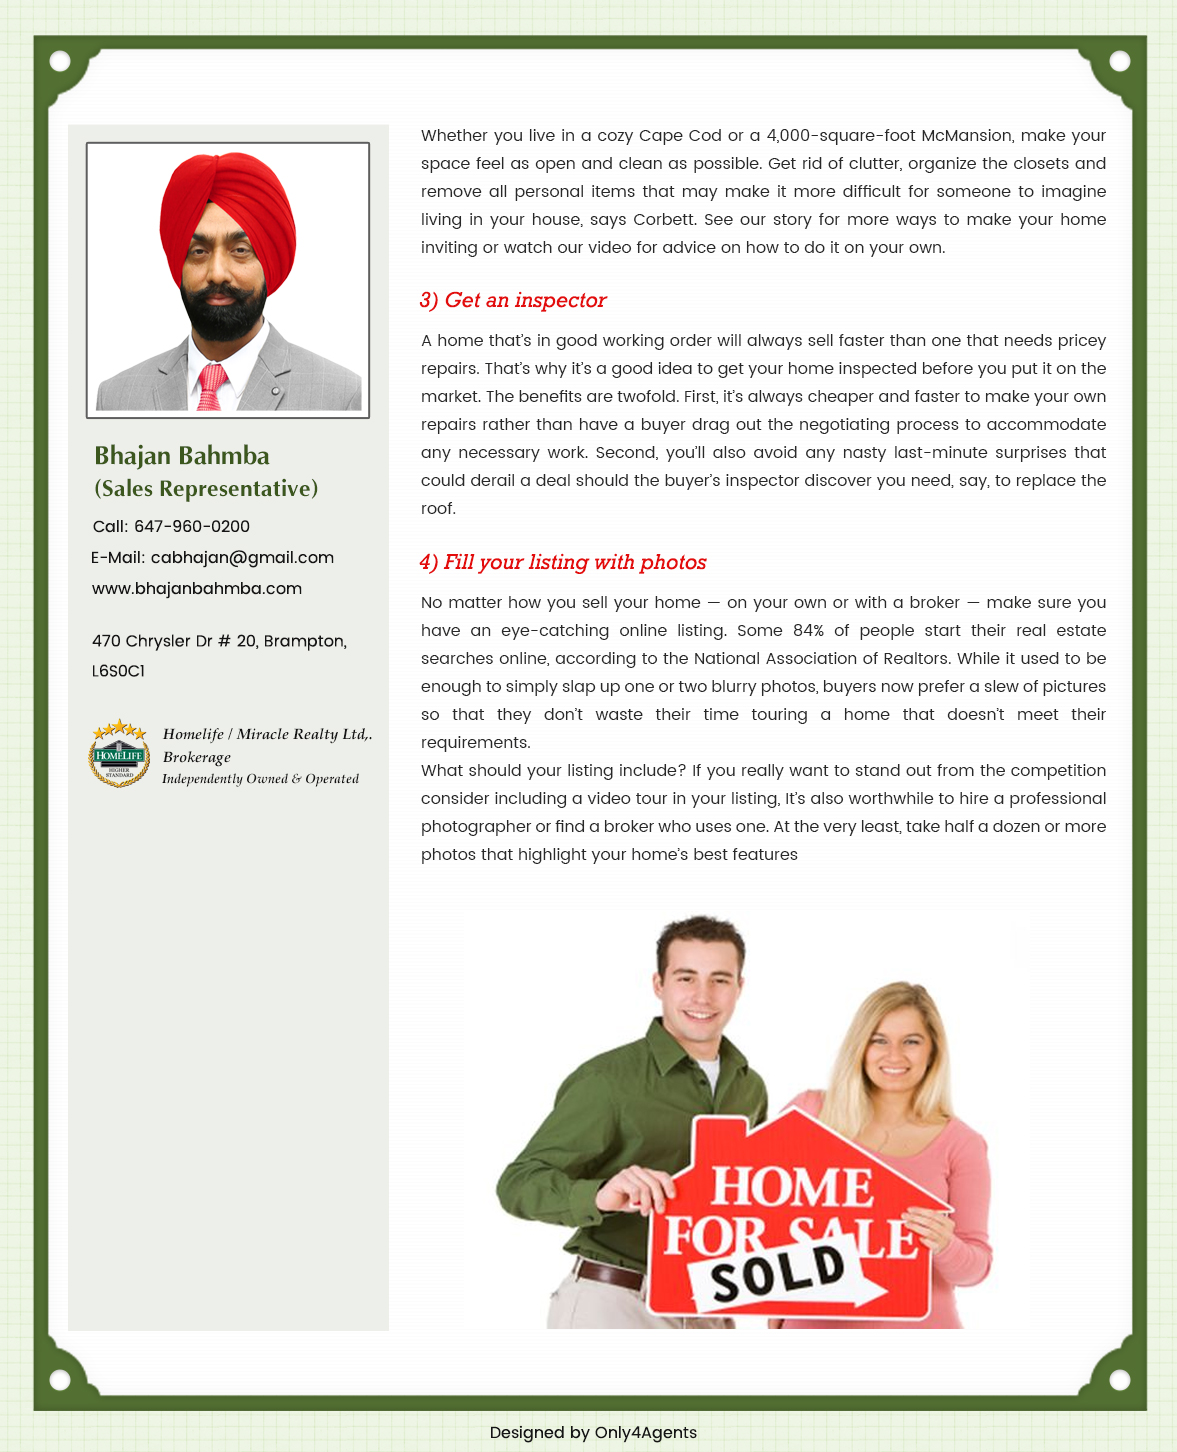 Whether you live in a cozy Cape Cod or a 4,000-square-foot McMansion, make your
space feel as open and clean as possible. Get rid of clutter, organize the closets and
remove all personal items that may make it more difficult for someone to imagine
living in your house, says Corbett. See our story for more ways to make your home
inviting or watch our video for advice on how to do it on your own.
3) Get an inspector
A home that's in good working order will always sell faster than one that needs pricey
repairs. That's why it's a good idea to get your home inspected before you put it on the
market. The benefits are twofold. First, it's always cheaper and faster to make your own
repairs rather than have a buyer drag out the negotiating process to accommodate
any necessary work. Second, you'll also avoid any nasty last-minute surprises that
could derail a deal should the buyer's inspector discover you need, say, to replace the
roof.
4) Fill your listing with photos
No matter how you sell your home — on your own or with a broker — make sure you
have an eye-catching online listing. Some 84% of people start their real estate
searches online, according to the National Association of Realtors. While it used to be
enough to simply slap up one or two blurry photos, buyers now prefer a slew of pictures
so that they don't waste their time touring a home that doesn't meet their
requirements.
What should your listing include? If you really want to stand out from the competition
consider including a video tour in your listing, It's also worthwhile to hire a professional
photographer or find a broker who uses one. At the very least, take half a dozen or more
photos that highlight your home's best features
Bhajan Bahmba
(Sales Representative)
Call: 647-960-0200
E-Mail: cabhajan@gmail.com
www.bhajanbahmba.com
470 Chrysler Dr # 20, Brampton,
L6S0C1
HOMELIFE
HIGHER
STANDARD
Homelife / Miracle Realty Ltd,.
Brokerage
Independently Owned & Operated
HOME
FOR SALE
SOLD
Designed by Only4Agents